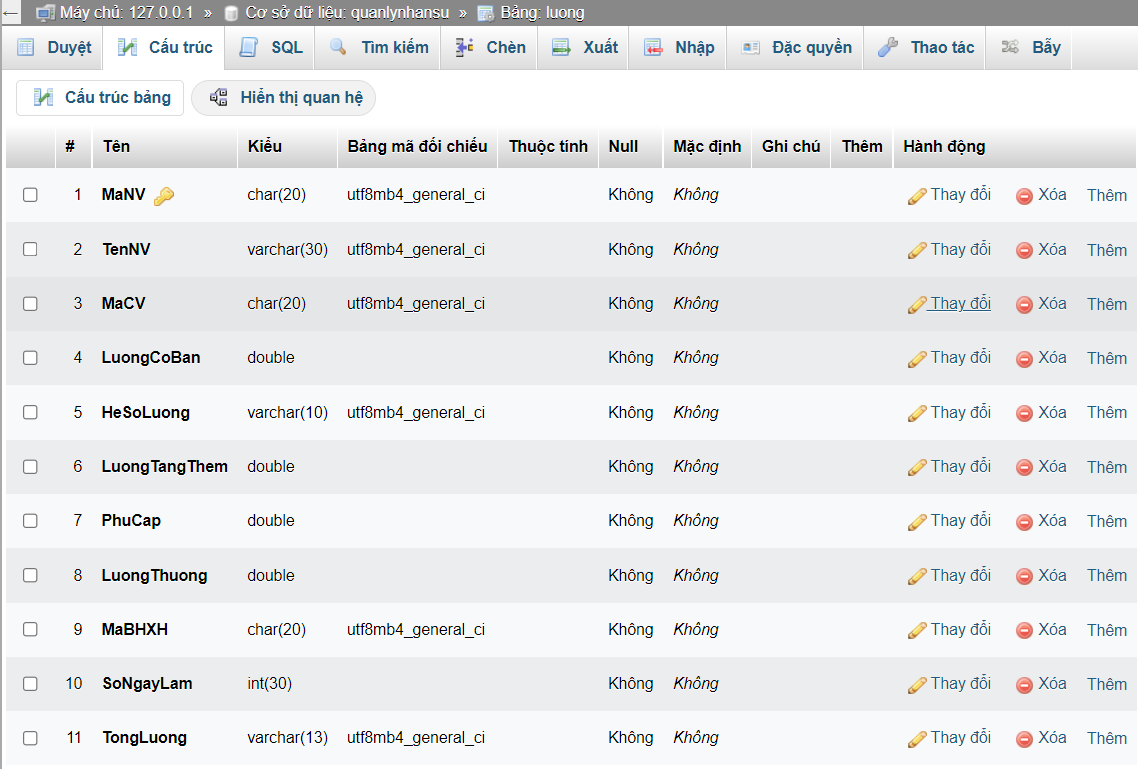 Máy chủ: 127.0.0.1 » Cơ sở dữ liệu: quanlynhansu » Bảng: luong
Duyệt Cấu trúc SQL Tìm kiếm Chèn Xuất Nhập Đặc quyền Thao tác Bẫy
Cấu trúc bảng Hiển thị quan hệ
# Tên Kiểu Bảng mã đối chiếu Thuộc tính Null Mặc định Ghi chú Thêm Hành động
1 MaNV char(20) utf8mb4_general_ci Không Không Thay đổi Xóa Thêm
2 TenNV varchar(30) utf8mb4_general_ci Không Không Thay đổi Xóa Thêm
3 MaCV char(20) utf8mb4_general_ci Không Không Thay đổi Xóa Thêm
4 LuongCoBan double Không Không Thay đổi Xóa Thêm
5 HeSoLuong varchar(10) utf8mb4_general_ci Không Không Thay đổi Xóa Thêm
6 LuongTangThem double Không Không Thay đổi Xóa Thêm
7 PhuCap double Không Không Thay đổi Xóa Thêm
8 LuongThuong double Không Không Thay đổi Xóa Thêm
9 MaBHXH char(20) utf8mb4_general_ci Không Không Thay đổi Xóa Thêm
10 SoNgayLam int(30) Không Không Thay đổi Xóa Thêm
11 TongLuong varchar(13) utf8mb4_general_ci Không Không Thay đổi Xóa Thêm